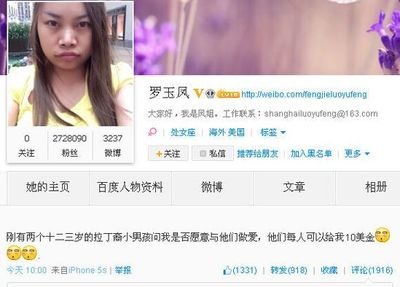 罗玉凤 http://weibo.com/fengjieluoyufeng
大家好，我是凤姐。工作联系：shanghailuoyufeng@163.com
处女座 海外 美国 标签
0 2728090 3237
关注 粉丝 微博
+关注 私信 推荐给朋友 加入黑名单 更多
她的主页 百度人物资料 微博 文章 相册
刚有两个十二三岁的拉丁裔小男孩问我是否愿意与他们做爱，他们每人可以给我10美金
今天 10:00 来自iPhone 5s 举报 (1331) 转发(918) 收藏 评论(1916)